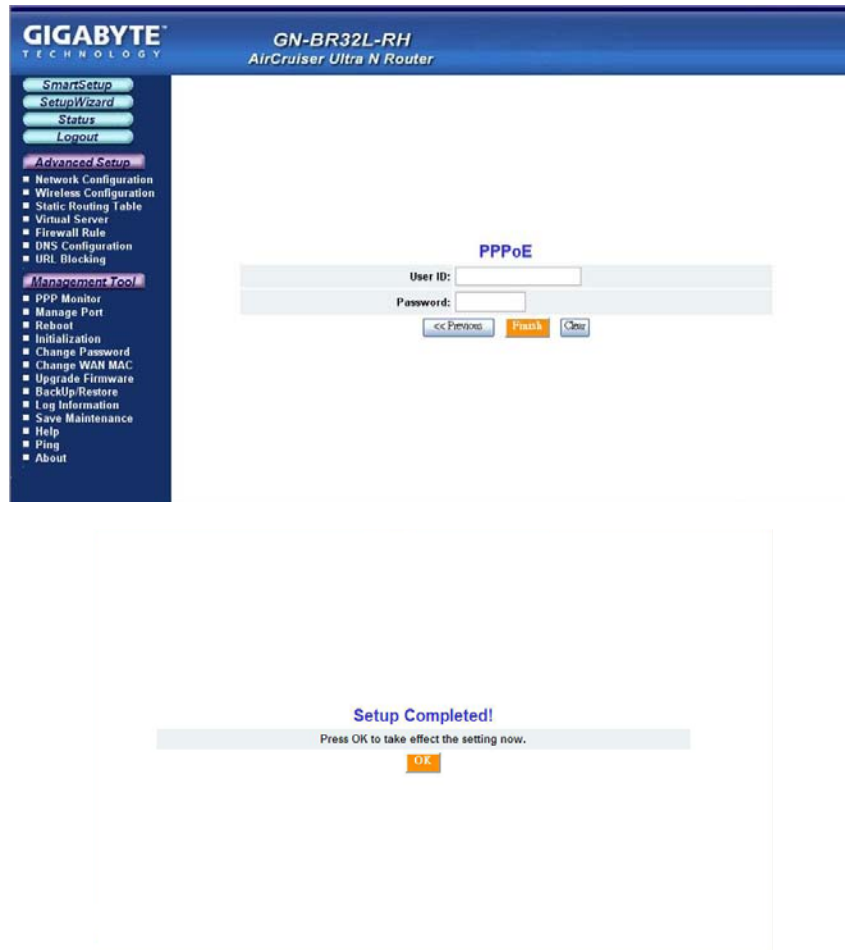 GIGABYTE™
TECHNOLOGY
GN-BR32L-RH
AirCruiser Ultra N Router
SmartSetup
SetupWizard
Status
Logout
Advanced Setup
Network Configuration
Wireless Configuration
Static Routing Table
Virtual Server
Firewall Rule
DNS Configuration
URL Blocking
Management Tool
PPP Monitor
Manage Port
Reboot
Initialization
Change Password
Change WAN MAC
Upgrade Firmware
BackUp/Restore
Log Information
Save Maintenance
Help
Ping
About
PPPoE
User ID:
Password:
<< Previous Finish Clear
Setup Completed!
Press OK to take effect the setting now.
OK